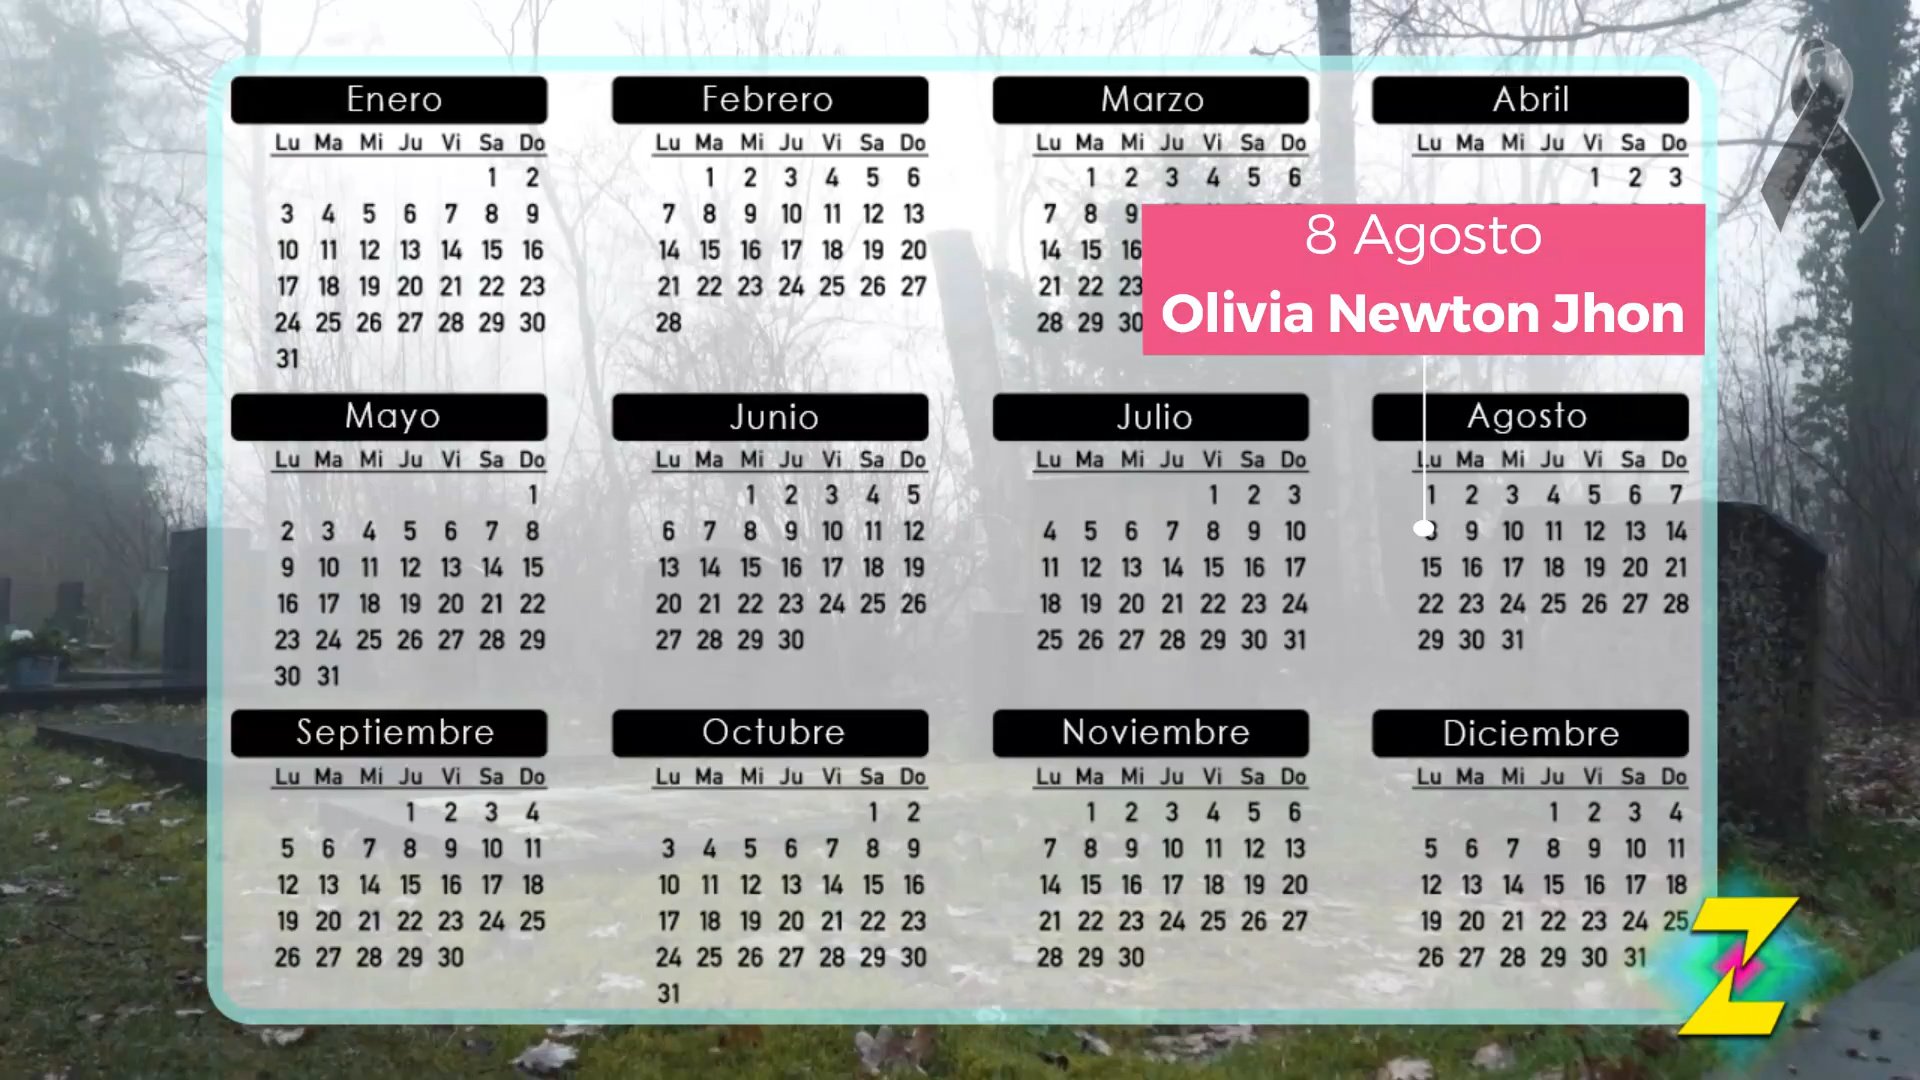 Enero
Lu Ma Mi Ju Vi Sa Do
1 2
3 4 5 6 7 8 9
10 11 12 13 14 15 16
17 18 19 20 21 22 23
24 25 26 27 28 29 30
31
Febrero
Lu Ma Mi Ju Vi Sa Do
1 2 3 4 5 6
7 8 9 10 11 12 13
14 15 16 17 18 19 20
21 22 23 24 25 26 27
28
Marzo
Lu Ma Mi Ju Vi Sa Do
1 2 3 4 5 6
7 8 9
14 15 16
21 22 23
28 29 30
Abril
Lu Ma Mi Ju Vi Sa Do
1 2 3
8 Agosto
Olivia Newton Jhon
Mayo
Lu Ma Mi Ju Vi Sa Do
1
2 3 4 5 6 7 8
9 10 11 12 13 14 15
16 17 18 19 20 21 22
23 24 25 26 27 28 29
30 31
Junio
Lu Ma Mi Ju Vi Sa Do
1 2 3 4 5
6 7 8 9 10 11 12
13 14 15 16 17 18 19
20 21 22 23 24 25 26
27 28 29 30
Julio
Lu Ma Mi Ju Vi Sa Do
1 2 3
4 5 6 7 8 9 10
11 12 13 14 15 16 17
18 19 20 21 22 23 24
25 26 27 28 29 30 31
Agosto
Lu Ma Mi Ju Vi Sa Do
1 2 3 4 5 6 7
8 9 10 11 12 13 14
15 16 17 18 19 20 21
22 23 24 25 26 27 28
29 30 31
Septiembre
Lu Ma Mi Ju Vi Sa Do
1 2 3 4
5 6 7 8 9 10 11
12 13 14 15 16 17 18
19 20 21 22 23 24 25
26 27 28 29 30
Octubre
Lu Ma Mi Ju Vi Sa Do
1 2
3 4 5 6 7 8 9
10 11 12 13 14 15 16
17 18 19 20 21 22 23
24 25 26 27 28 29 30
31
Noviembre
Lu Ma Mi Ju Vi Sa Do
1 2 3 4 5 6
7 8 9 10 11 12 13
14 15 16 17 18 19 20
21 22 23 24 25 26 27
28 29 30
Diciembre
Lu Ma Mi Ju Vi Sa Do
1 2 3 4
5 6 7 8 9 10 11
12 13 14 15 16 17 18
19 20 21 22 23 24 25
26 27 28 29 30 31
Z